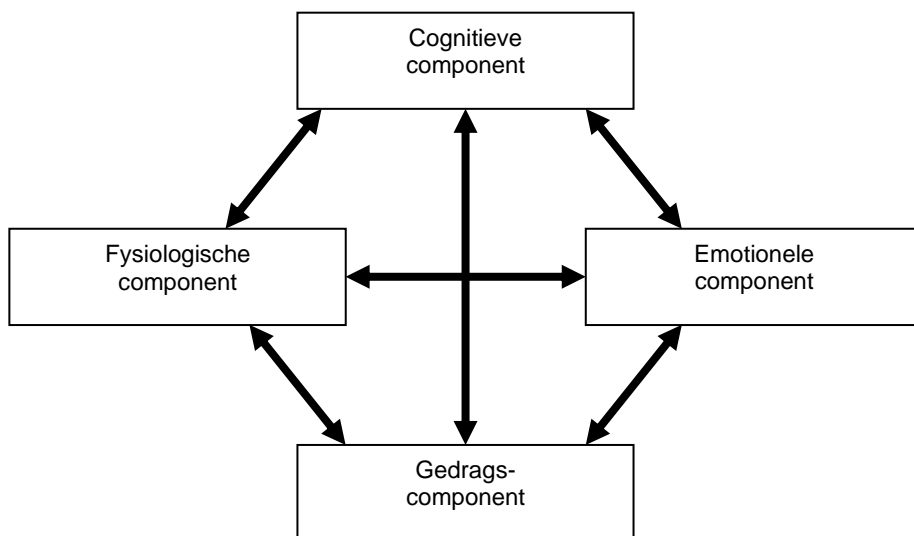 Cognitieve
component
Fysiologische
component
Emotionele
component
Gedrags-
component